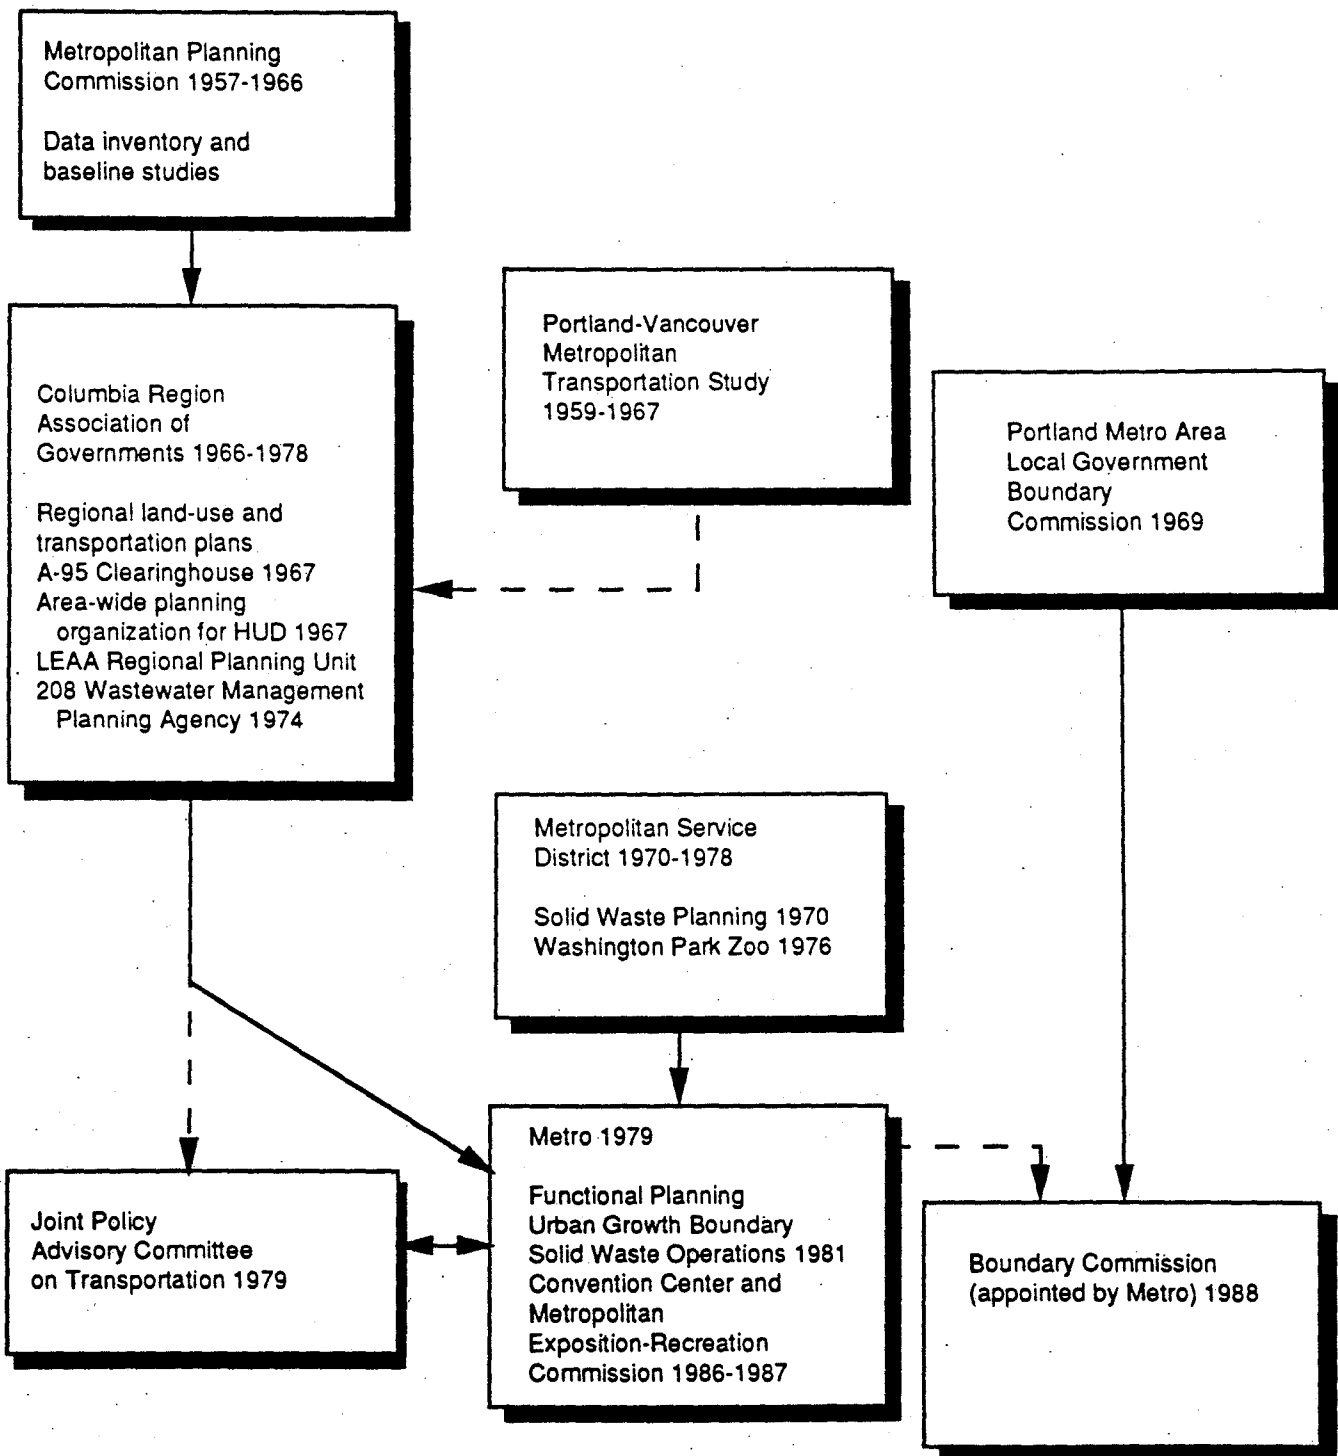 Metropolitan Planning
Commission 1957-1966
Data inventory and
baseline studies
Columbia Region
Association of
Governments 1966-1978
Regional land-use and
transportation plans
A-95 Clearinghouse 1967
Area-wide planning
organization for HUD 1967
LEAA Regional Planning Unit
208 Wastewater Management
Planning Agency 1974
Portland-Vancouver
Metropolitan
Transportation Study
1959-1967
Portland Metro Area
Local Government
Boundary
Commission 1969
Metropolitan Service
District 1970-1978
Solid Waste Planning 1970
Washington Park Zoo 1976
Joint Policy
Advisory Committee
on Transportation 1979
Metro 1979
Functional Planning
Urban Growth Boundary
Solid Waste Operations 1981
Convention Center and
Metropolitan
Exposition-Recreation
Commission 1986-1987
Boundary Commission
(appointed by Metro) 1988